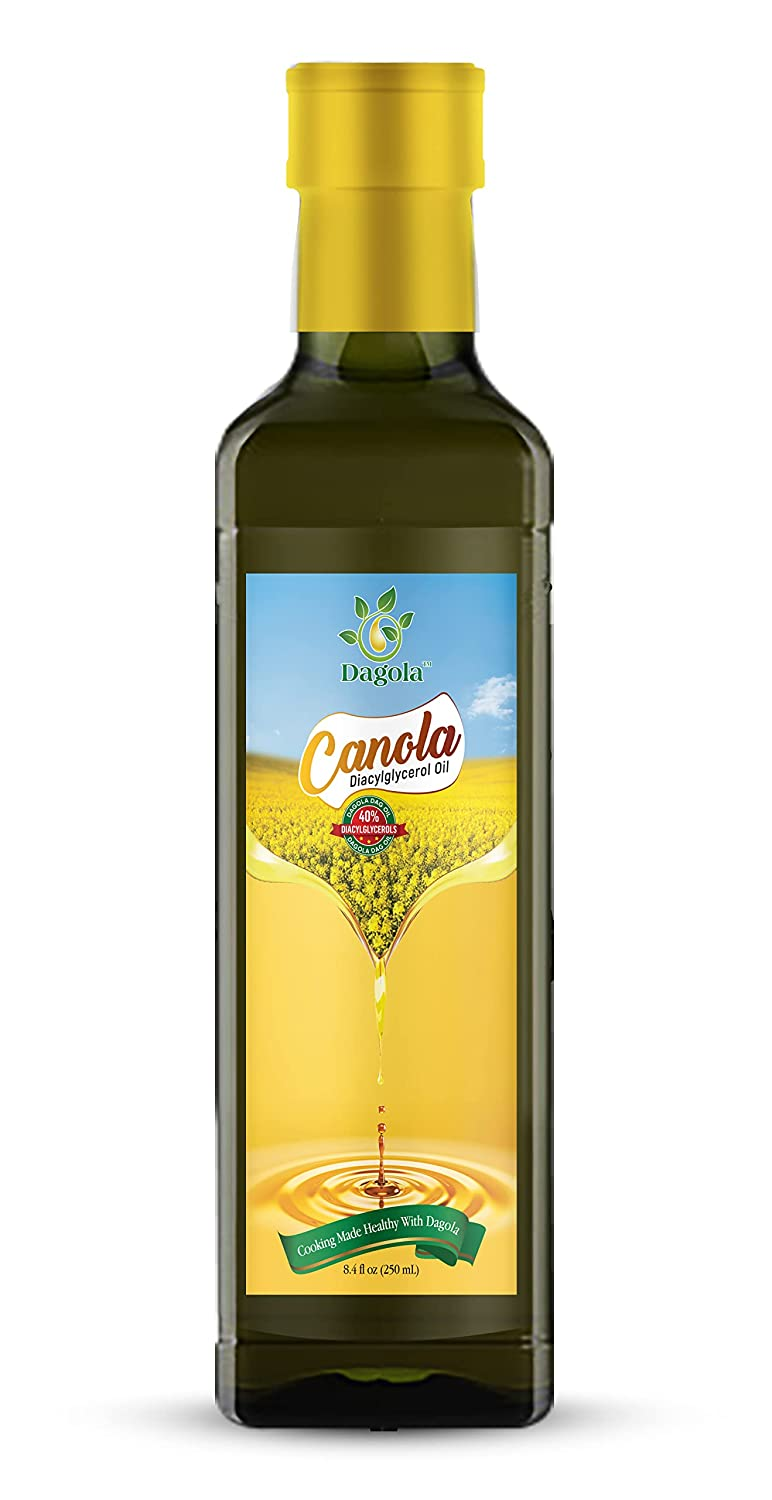 Dagola™
Canola
Diacylglycerol Oil
DAGOLA DAG OIL
40%
DIACYLGLYCEROLS
DAGOLA DAG OIL
Cooking Made Healthy With Dagola
8.4 fl oz (250 mL)